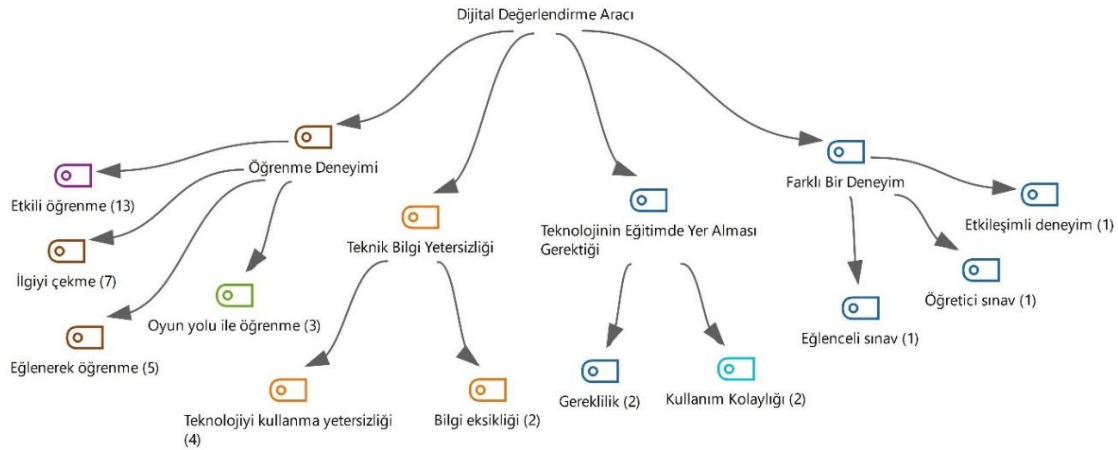 Dijital Değerlendirme Aracı
Öğrenme Deneyimi
Farklı Bir Deneyim
Etkili öğrenme (13)
Teknik Bilgi Yetersizliği
Teknolojinin Eğitimde Yer Alması
Gerektiği
Etkileşimli deneyim (1)
İlgiyi çekme (7)
Oyun yolu ile öğrenme (3)
Öğretici sınav (1)
Eğlenceli sınav (1)
Eğlenerek öğrenme (5)
Teknolojiyi kullanma yetersizliği
(4)
Bilgi eksikliği (2)
Gereklilik (2)
Kullanım Kolaylığı (2)